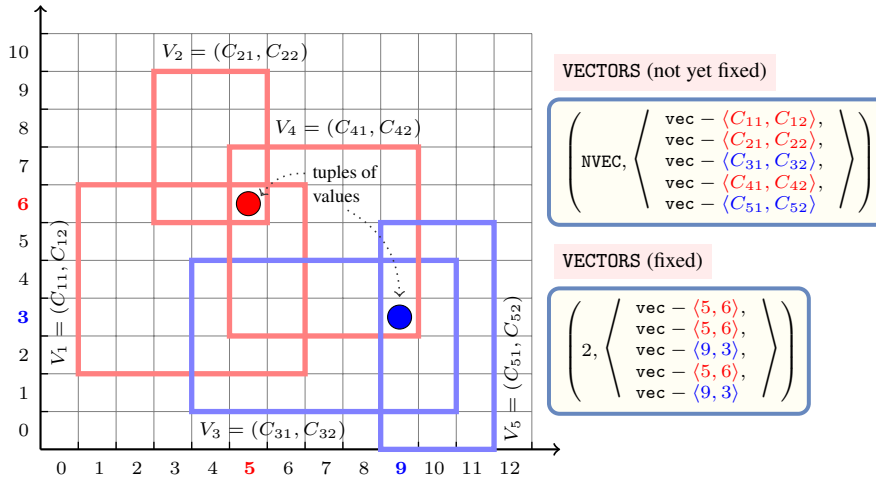 10
9
8
7
6
5
4
3
2
1
0
0 1 2 3 4 5 6 7 8 9 10 11 12
V₂ = (C₂₁, C₂₂)
V₄ = (C₄₁, C₄₂)
tuples of
values
V₁ = (C₁₁, C₁₂)
V₃ = (C₃₁, C₃₂)
V₅ = (C₅₁, C₅₂)
VECTORS (not yet fixed)
vec − ⟨C₁₁, C₁₂⟩,
vec − ⟨C₂₁, C₂₂⟩,
NVEC, vec − ⟨C₃₁, C₃₂⟩,
vec − ⟨C₄₁, C₄₂⟩,
vec − ⟨C₅₁, C₅₂⟩
VECTORS (fixed)
vec − ⟨5, 6⟩,
vec − ⟨5, 6⟩,
2, vec − ⟨9, 3⟩,
vec − ⟨5, 6⟩,
vec − ⟨9, 3⟩